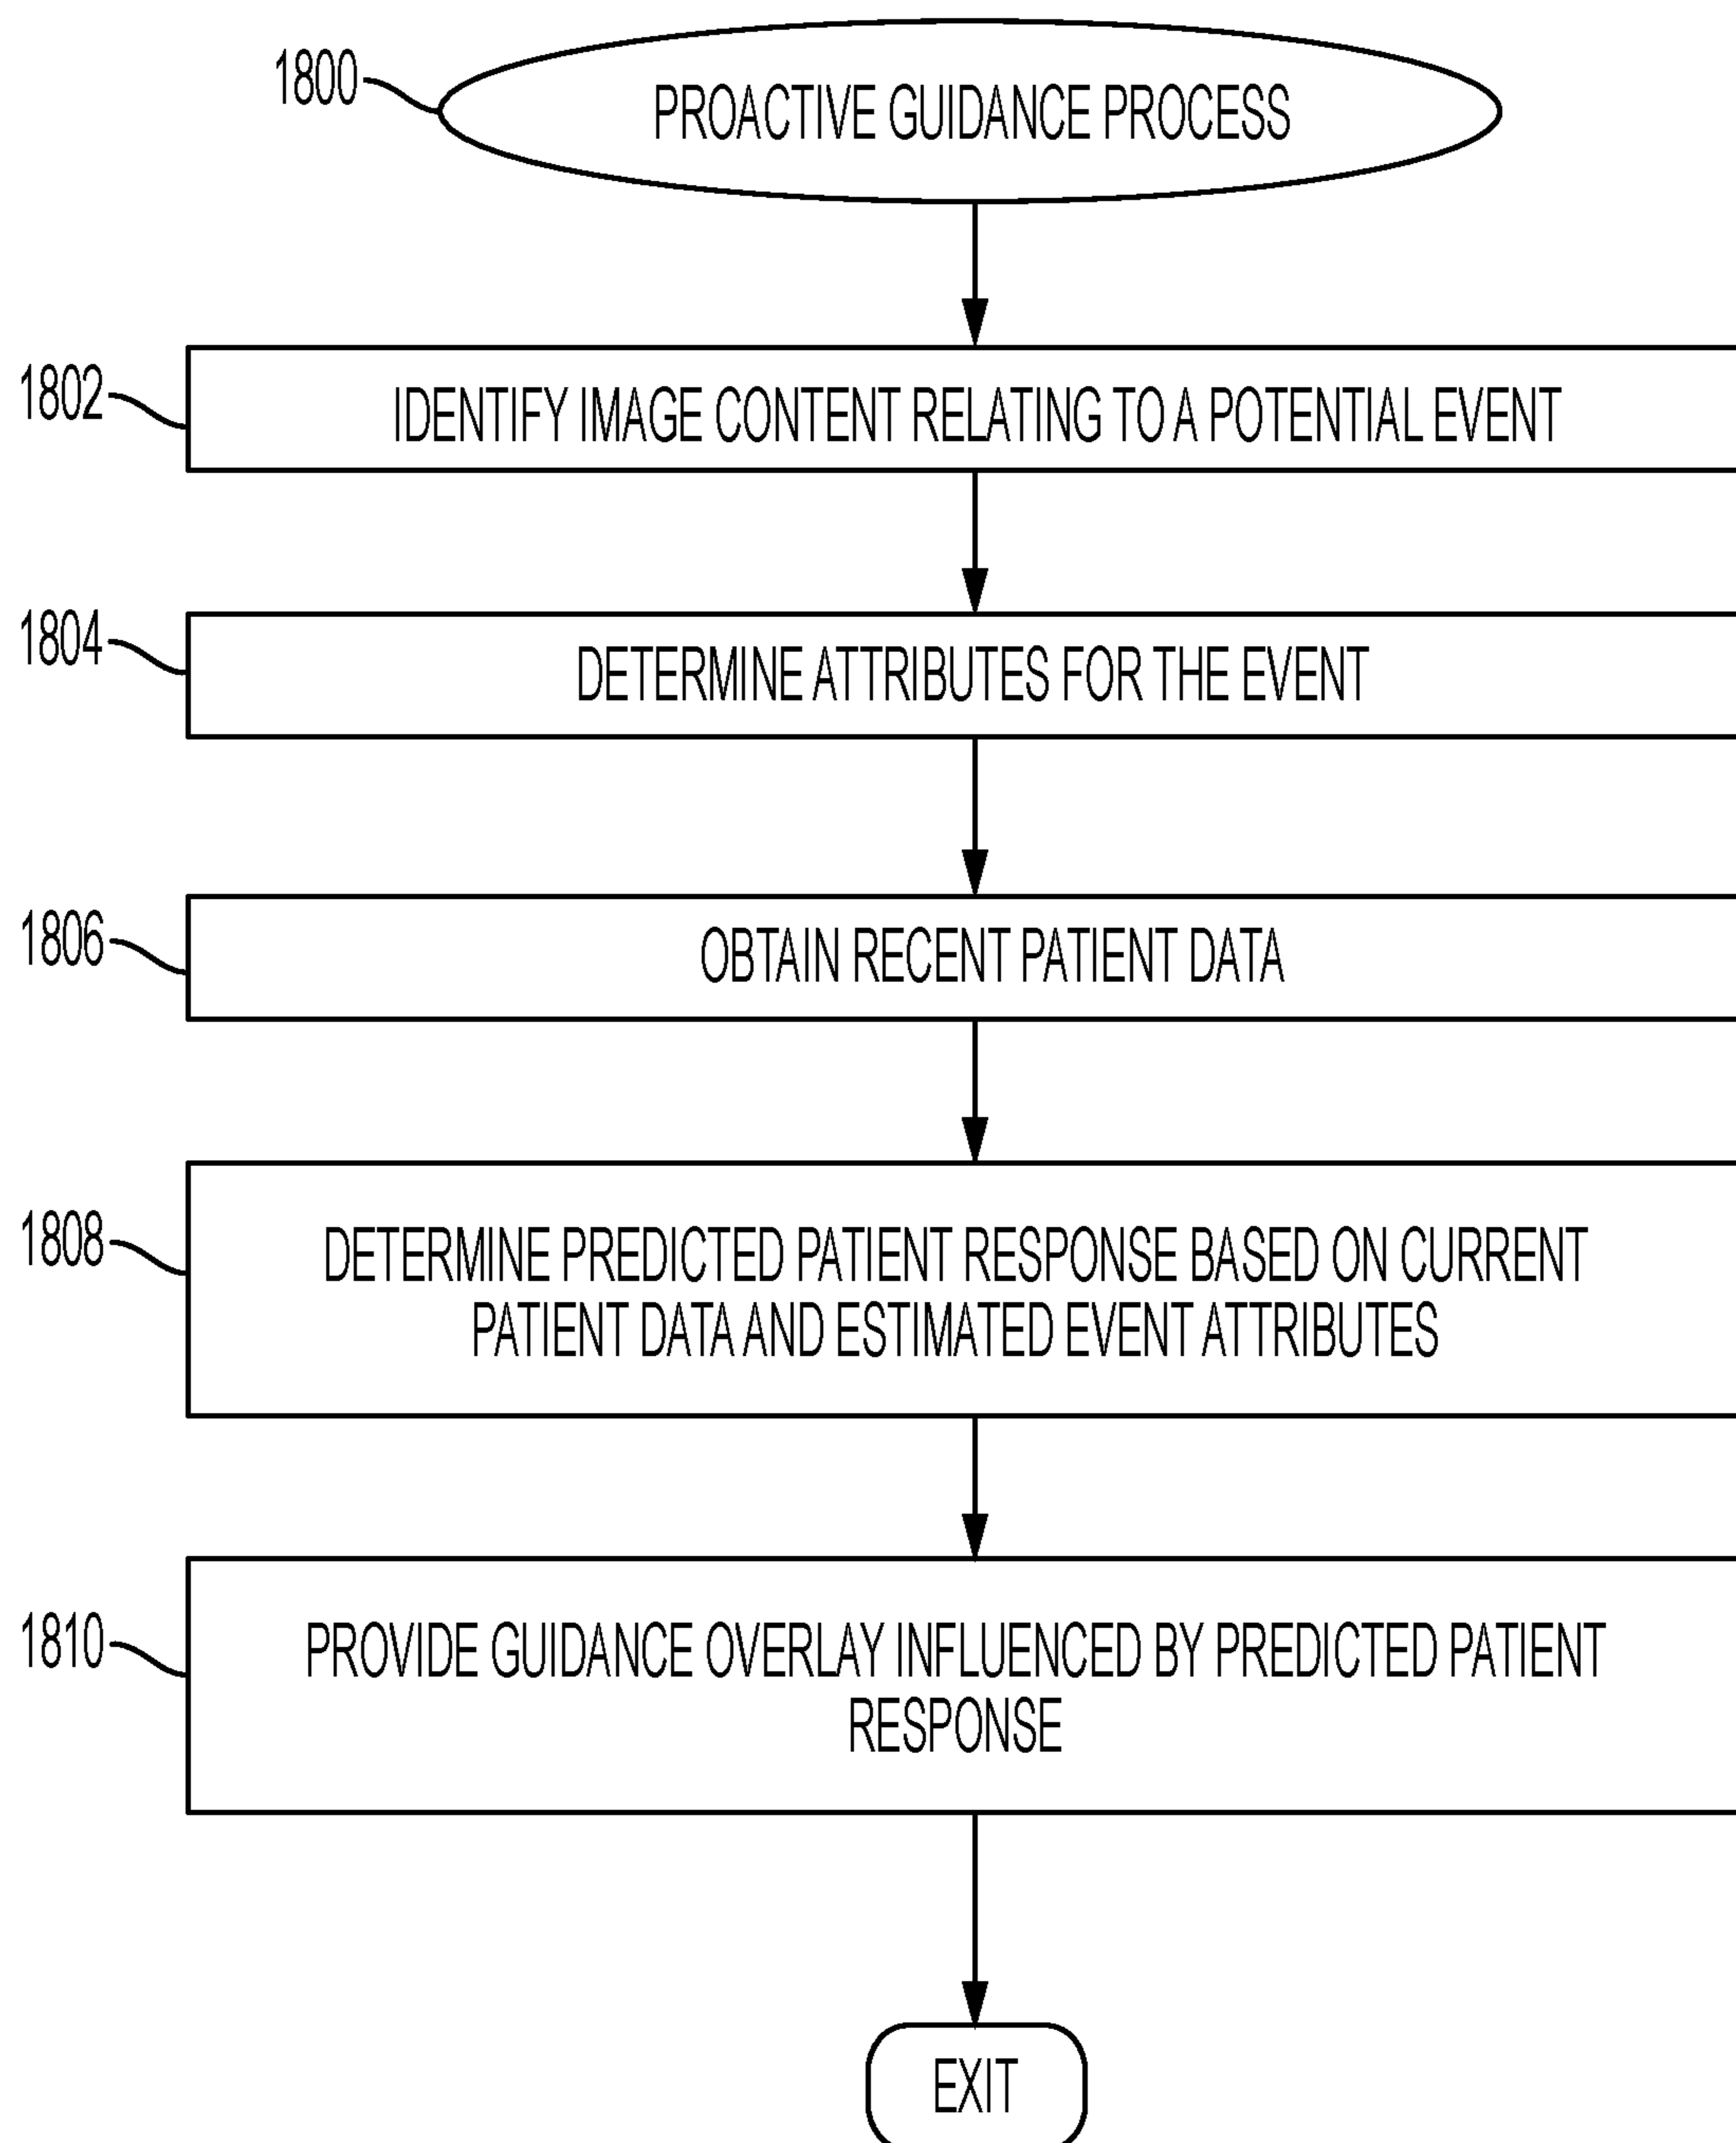 1800
PROACTIVE GUIDANCE PROCESS
1802
IDENTIFY IMAGE CONTENT RELATING TO A POTENTIAL EVENT
1804
DETERMINE ATTRIBUTES FOR THE EVENT
1806
OBTAIN RECENT PATIENT DATA
1808
DETERMINE PREDICTED PATIENT RESPONSE BASED ON CURRENT
PATIENT DATA AND ESTIMATED EVENT ATTRIBUTES
1810
PROVIDE GUIDANCE OVERLAY INFLUENCED BY PREDICTED PATIENT
RESPONSE
EXIT